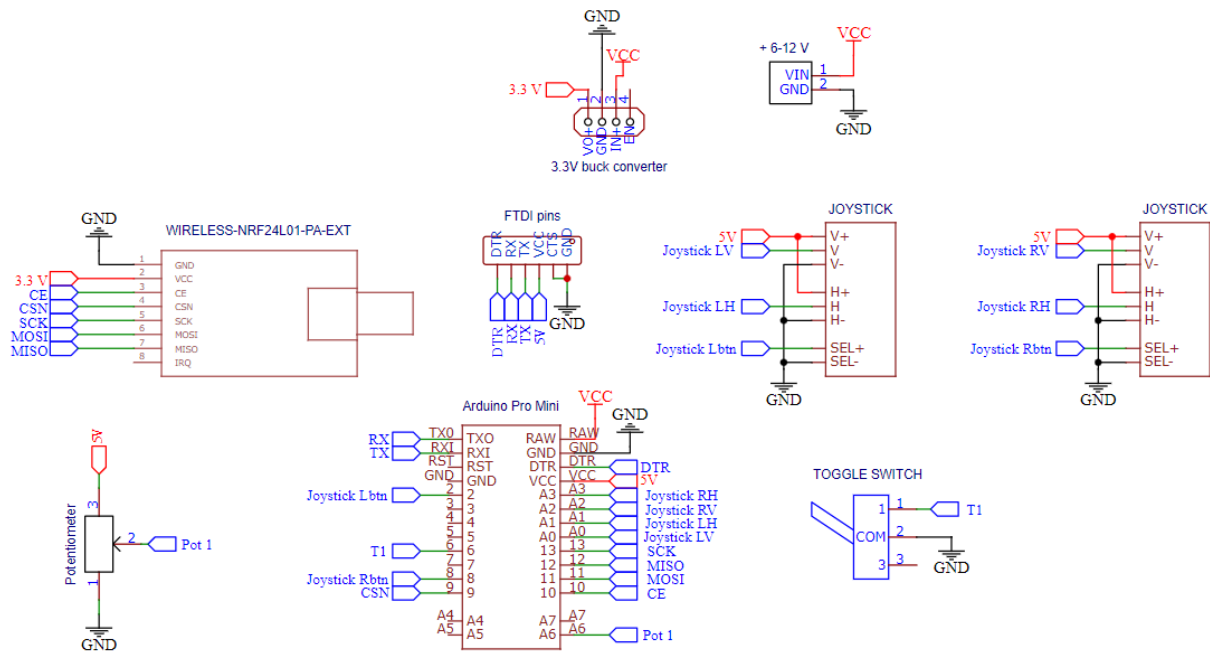 GND
VCC
3.3 V
1
2
3
4
VO+
GND
IN+
EN
3.3V buck converter
+ 6-12 V
VCC
VIN 1
GND 2
GND
GND
WIRELESS-NRF24L01-PA-EXT
1 GND
3.3 V 2 VCC
CE 3 CE
CSN 4 CSN
SCK 5 SCK
MOSI 6 MOSI
MISO 7 MISO
8 IRQ
FTDI pins
DTR
RX
TX
VCC
CTS
GND
DTR
RX
TX
5V
GND
JOYSTICK
5V V+
Joystick LV V
V-
H+
Joystick LH H
H-
Joystick Lbtn SEL+
SEL-
GND
JOYSTICK
5V V+
Joystick RV V
V-
H+
Joystick RH H
H-
Joystick Rbtn SEL+
SEL-
GND
5V
3
Potentiometer
2 Pot 1
1
GND
Arduino Pro Mini
VCC
GND
RX TX0 TXO
TX RXI RXI
RST RST
GND GND
Joystick Lbtn 2 2
3 3
4 4
5 5
T1 6 6
7 7
Joystick Rbtn 8 8
CSN 9 9
A4 A4
A5 A5
RAW RAW
GND GND
DTR DTR DTR
VCC VCC 5V
A3 A3 Joystick RH
A2 A2 Joystick RV
A1 A1 Joystick LH
A0 A0 Joystick LV
13 13 SCK
12 12 MISO
11 11 MOSI
10 10 CE
A7 A7
A6 A6 Pot 1
TOGGLE SWITCH
1 1 T1
COM 2
3 3
GND